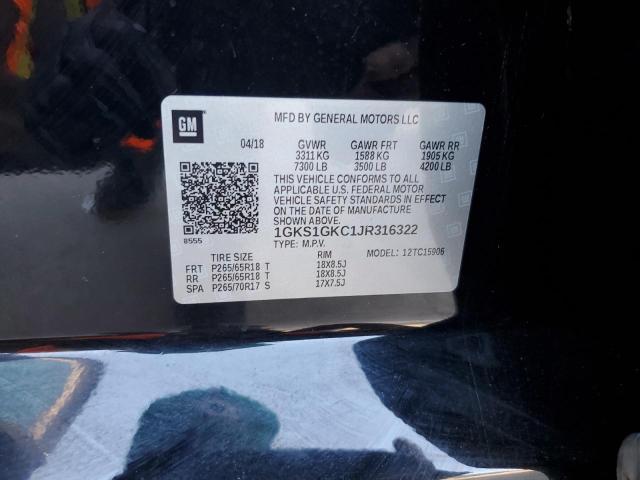 GM
MFD BY GENERAL MOTORS LLC
04/18 GVWR GAWR FRT GAWR RR
3311 KG 1588 KG 1905 KG
7300 LB 3500 LB 4200 LB
THIS VEHICLE CONFORMS TO ALL
APPLICABLE U.S. FEDERAL MOTOR
VEHICLE SAFETY STANDARDS IN EFFECT
ON THE DATE OF MANUFACTURE
SHOWN ABOVE.
8555
1GKS1GKC1JR316322
TYPE: M.P.V. MODEL: 12TC15906
TIRE SIZE RIM
FRT P265/65R18 T 18X8.5J
RR P265/65R18 T 18X8.5J
SPA P265/70R17 S 17X7.5J